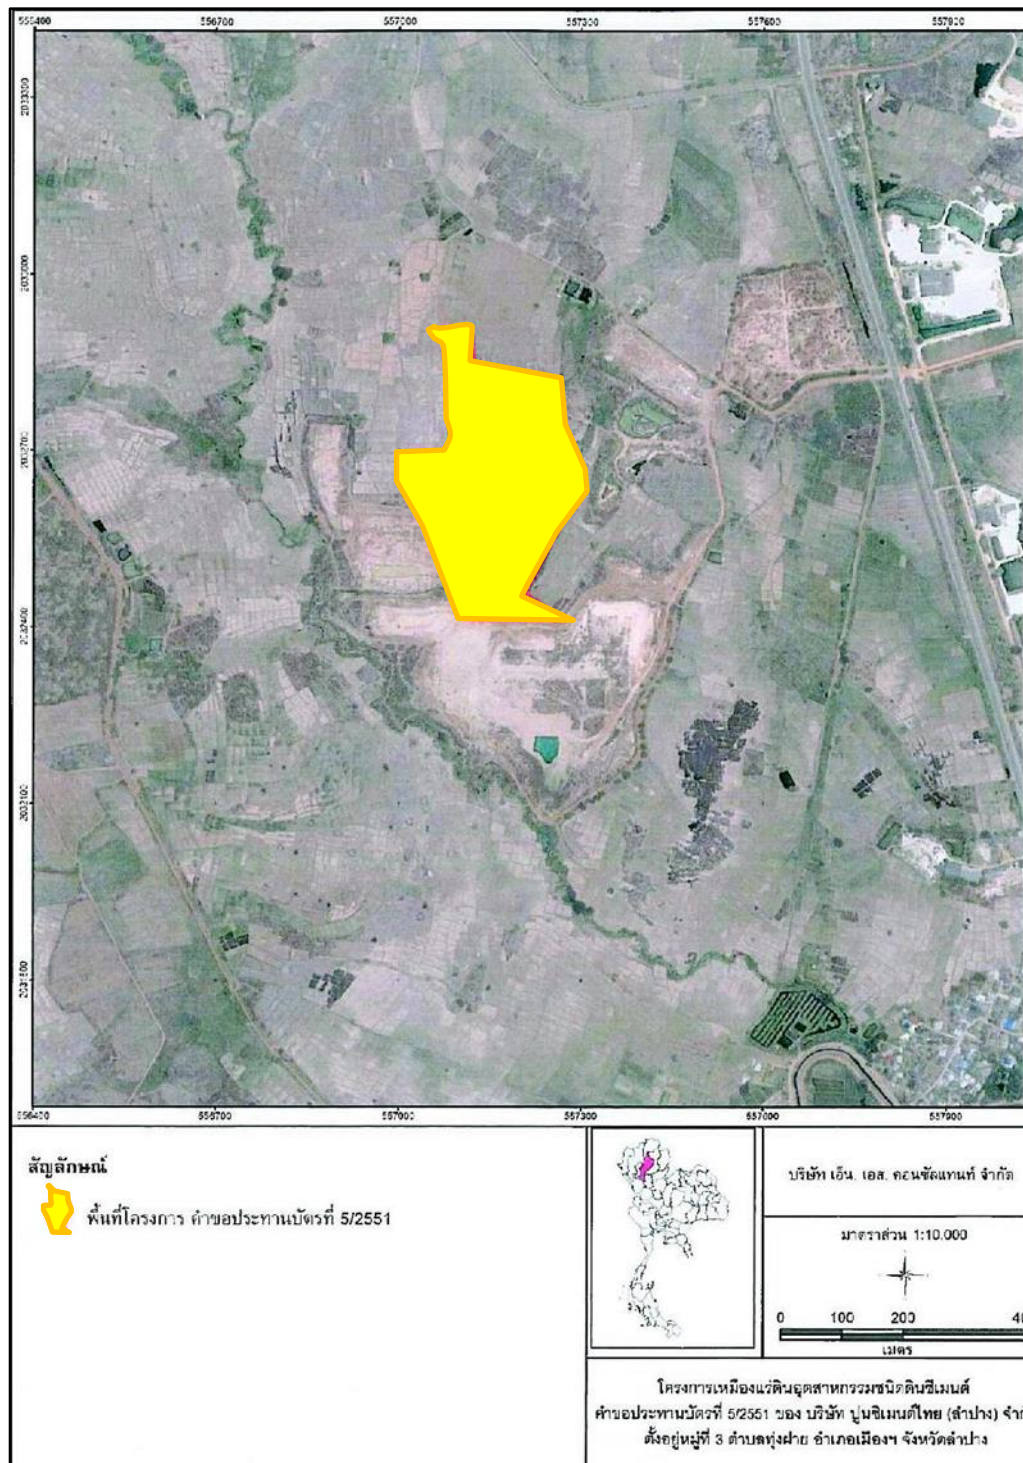 556400 556700 557000 557300 557600 557900
2033300
2033000
2032700
2032400
2032100
2031800
556400 556700 557000 557300 557600 557900
สัญลักษณ์
พื้นที่โครงการ คำขอประทานบัตรที่ 5/2551
บริษัท เอ็น. เอส. คอนซัลแทนท์ จำกัด
มาตราส่วน 1:10,000
0 100 200
เมตร
โครงการเหมืองแร่ดินอุตสาหกรรมชนิดดินซีเมนต์
คำขอประทานบัตรที่ 5/2551 ของ บริษัท ปูนซิเมนต์ไทย (ลำปาง)
ตั้งอยู่หมู่ที่ 3 ตำบลทุ่งฝาย อำเภอเมืองฯ จังหวัดลำปาง